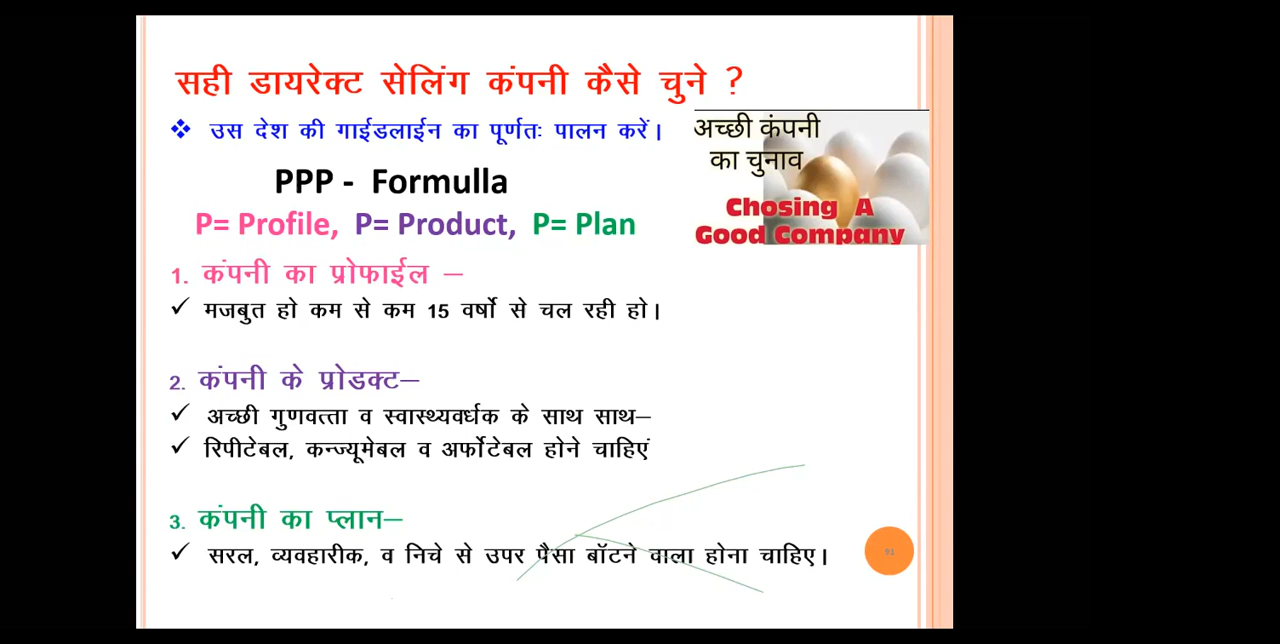 सही डायरेक्ट सेलिंग कंपनी कैसे चुने ?
❖ उस देश की गाईडलाईन का पूर्णतः पालन करें।
अच्छी कंपनी
का चुनाव
Chosing A
Good Company
PPP - Formulla
P= Profile, P= Product, P= Plan
1. कंपनी का प्रोफाईल –
✓ मजबुत हो कम से कम 15 वर्षो से चल रही हो।
2. कंपनी के प्रोडक्ट–
✓ अच्छी गुणवत्ता व स्वास्थ्यवर्धक के साथ साथ–
✓ रिपीटेबल, कन्ज्यूमेबल व अर्फोटेबल होने चाहिएं
3. कंपनी का प्लान–
✓ सरल, व्यवहारीक, व निचे से उपर पैसा बॉटने वाला होना चाहिए।
91